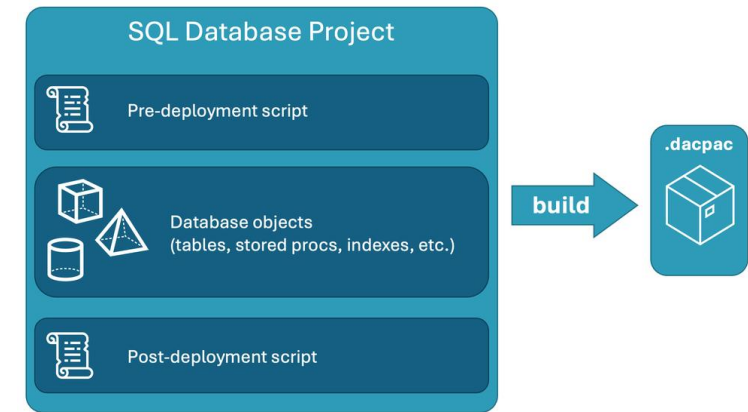 SQL Database Project
Pre-deployment script
Database objects
(tables, stored procs, indexes, etc.)
Post-deployment script
build
.dacpac